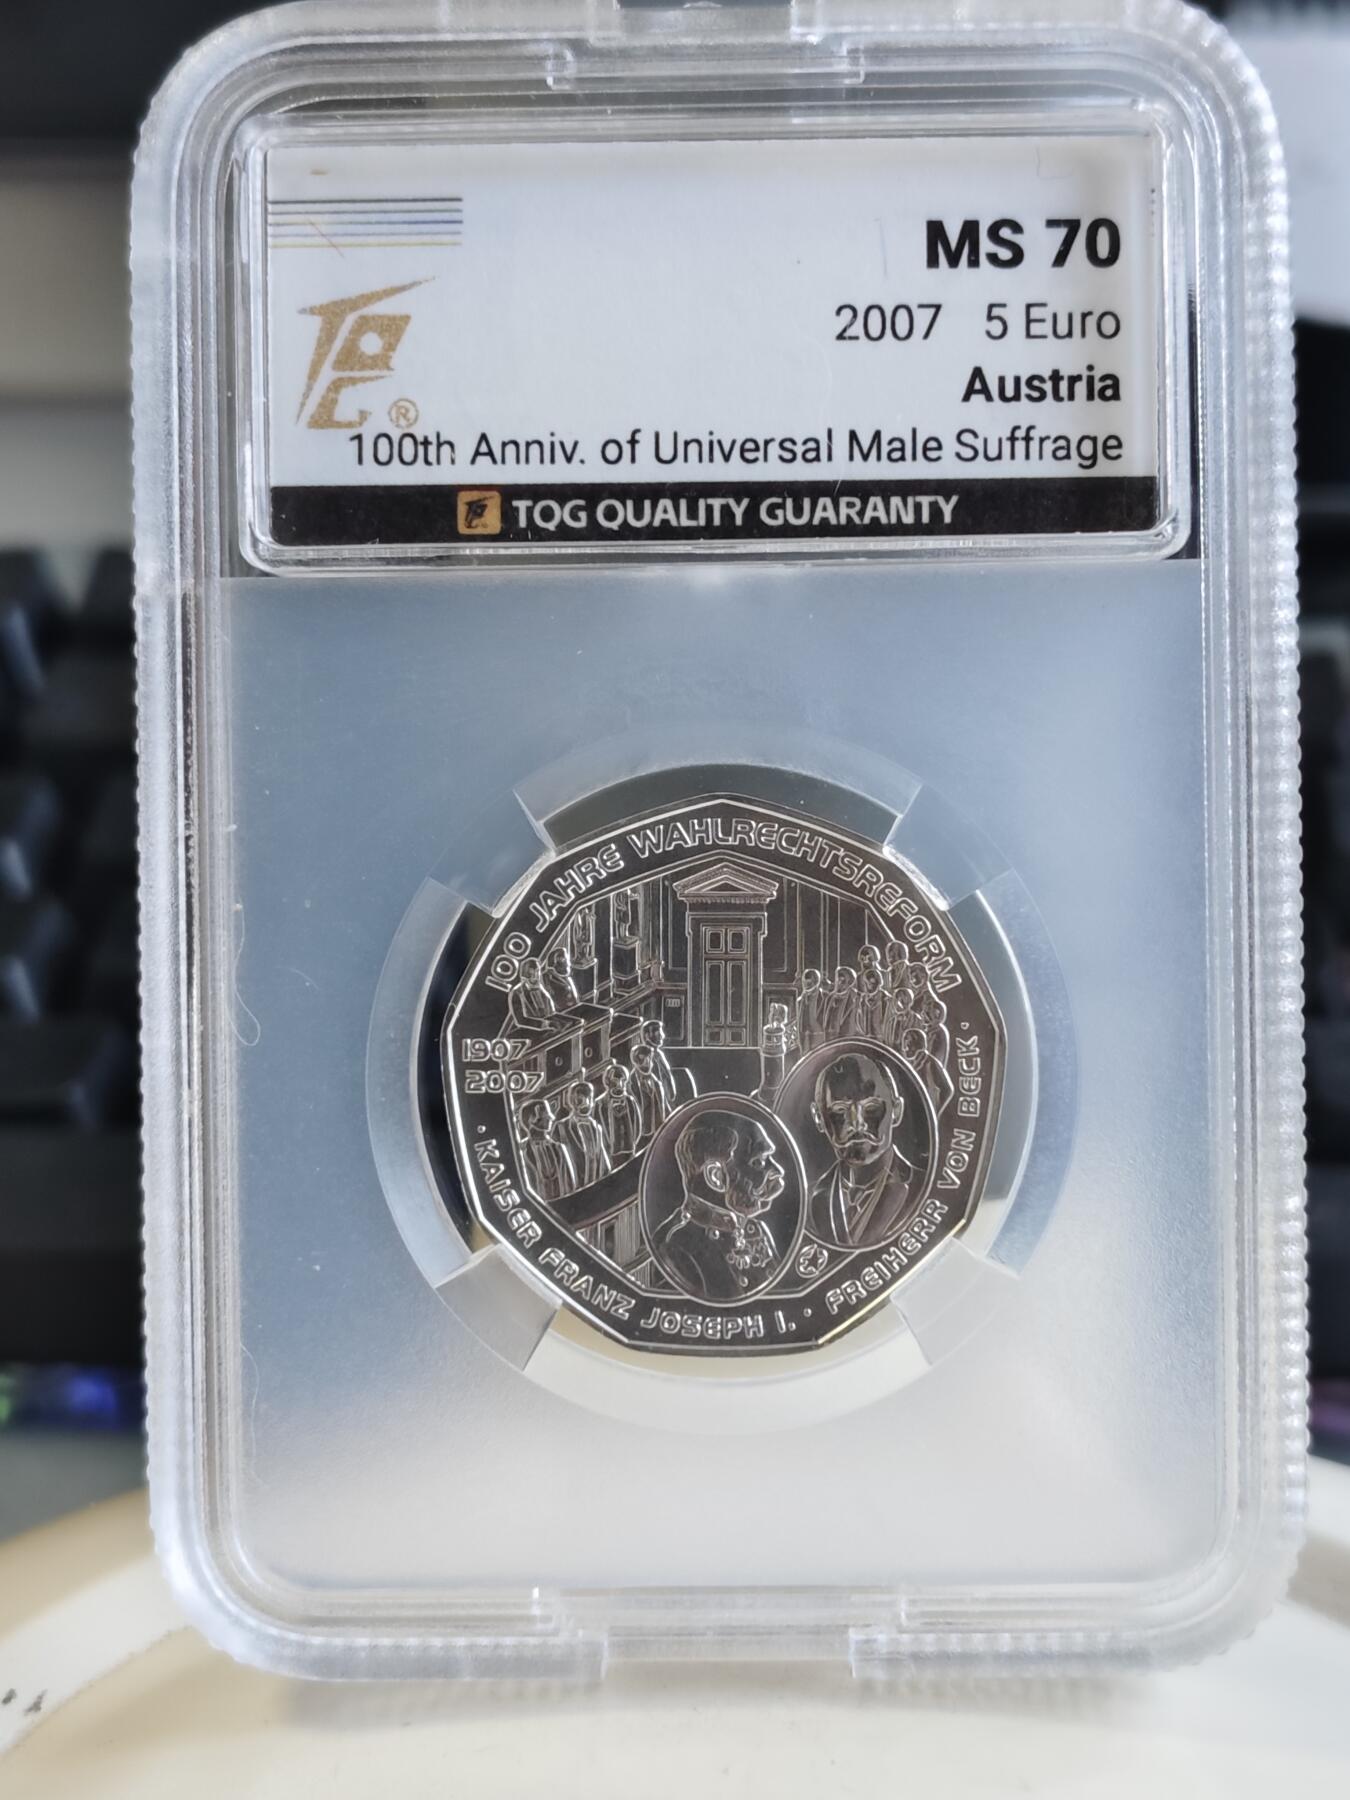 MS 70
2007 5 Euro
Austria
®
100th Anniv. of Universal Male Suffrage
TQG QUALITY GUARANTY
100 JAHRE WAHLRECHTSREFORM
1907
2007
· KAISER FRANZ JOSEPH I. · FREIHERR VON BECK ·